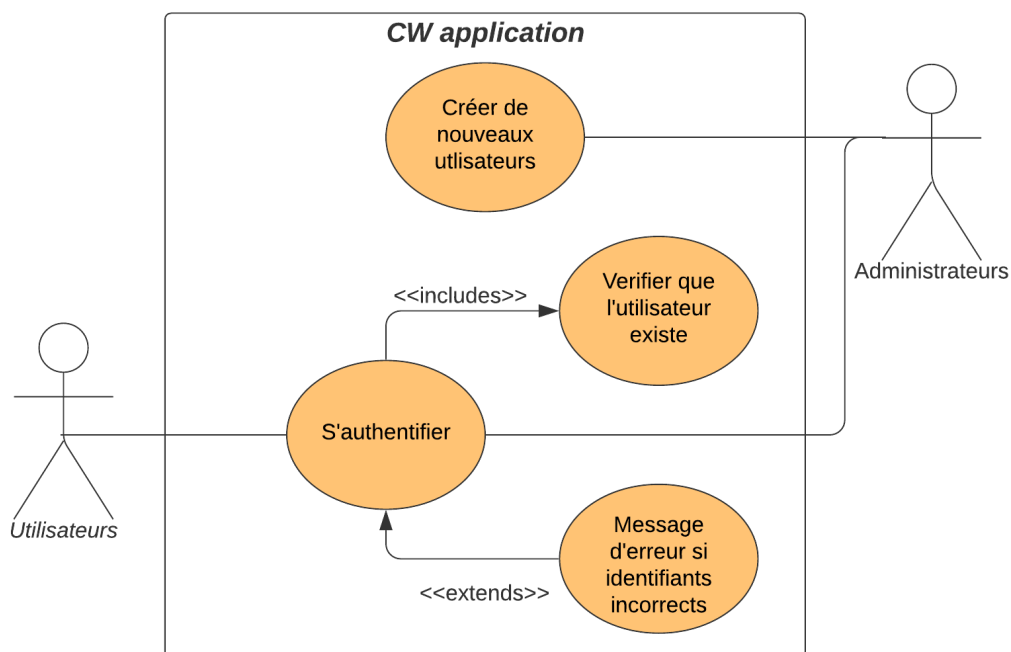 CW application
Créer de
nouveaux
utlisateurs
Administrateurs
<<includes>>
Verifier que
l'utilisateur
existe
S'authentifier
Utilisateurs
Message
d'erreur si
identifiants
incorrects
<<extends>>